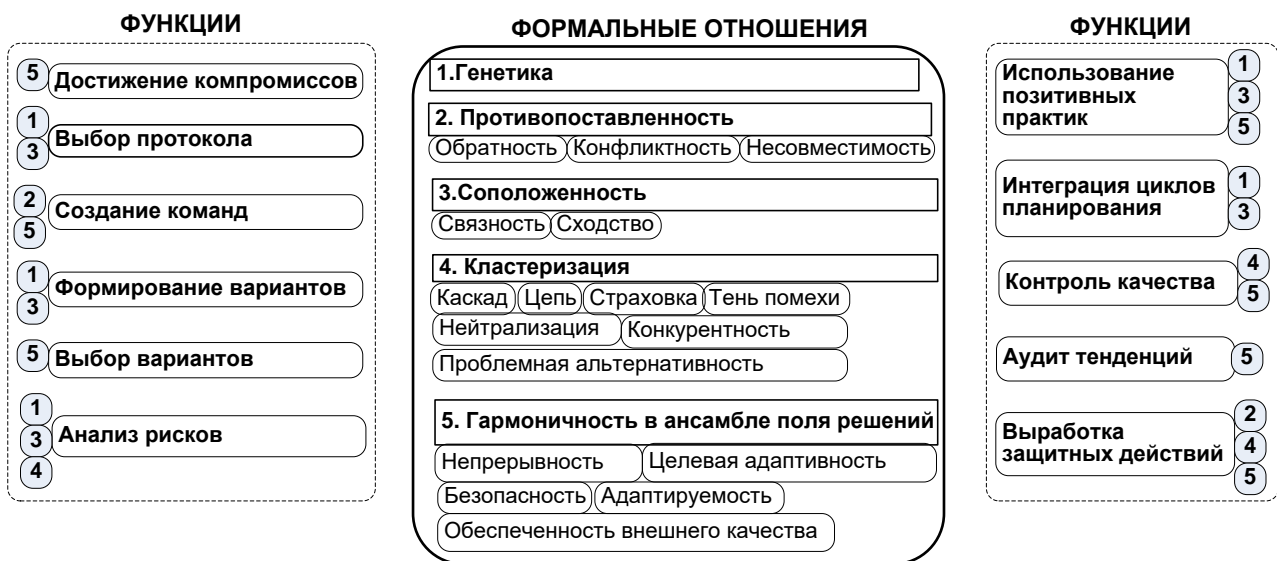 ФУНКЦИИ
5
Достижение компромиссов
1
3
Выбор протокола
2
5
Создание команд
1
3
Формирование вариантов
5
Выбор вариантов
1
3
4
Анализ рисков
ФОРМАЛЬНЫЕ ОТНОШЕНИЯ
1.Генетика
2. Противопоставленность
Обратность Конфликтность Несовместимость
3.Соположенность
Связность Сходство
4. Кластеризация
Каскад Цепь Страховка Тень помехи
Нейтрализация Конкурентность
Проблемная альтернативность
5. Гармоничность в ансамбле поля решений
Непрерывность Целевая адаптивность
Безопасность Адаптируемость
Обеспеченность внешнего качества
ФУНКЦИИ
Использование
позитивных
практик
1
3
5
Интеграция циклов
планирования
1
3
Контроль качества
4
5
Аудит тенденций
5
Выработка
защитных действий
2
4
5